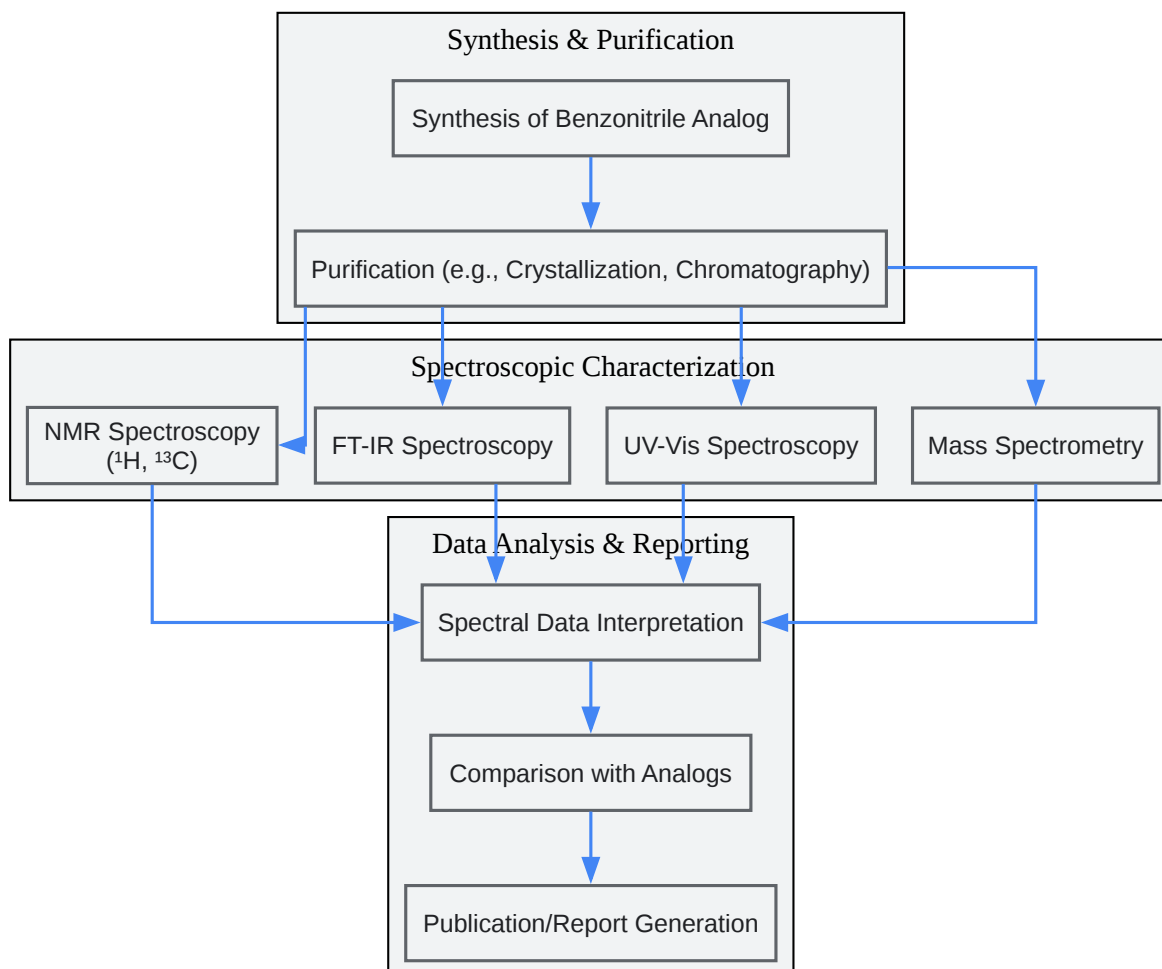 Synthesis & Purification
Synthesis of Benzonitrile Analog
Purification (e.g., Crystallization, Chromatography)
Spectroscopic Characterization
NMR Spectroscopy
(¹H, ¹³C)
FT-IR Spectroscopy
UV-Vis Spectroscopy
Mass Spectrometry
Data Analysis & Reporting
Spectral Data Interpretation
Comparison with Analogs
Publication/Report Generation